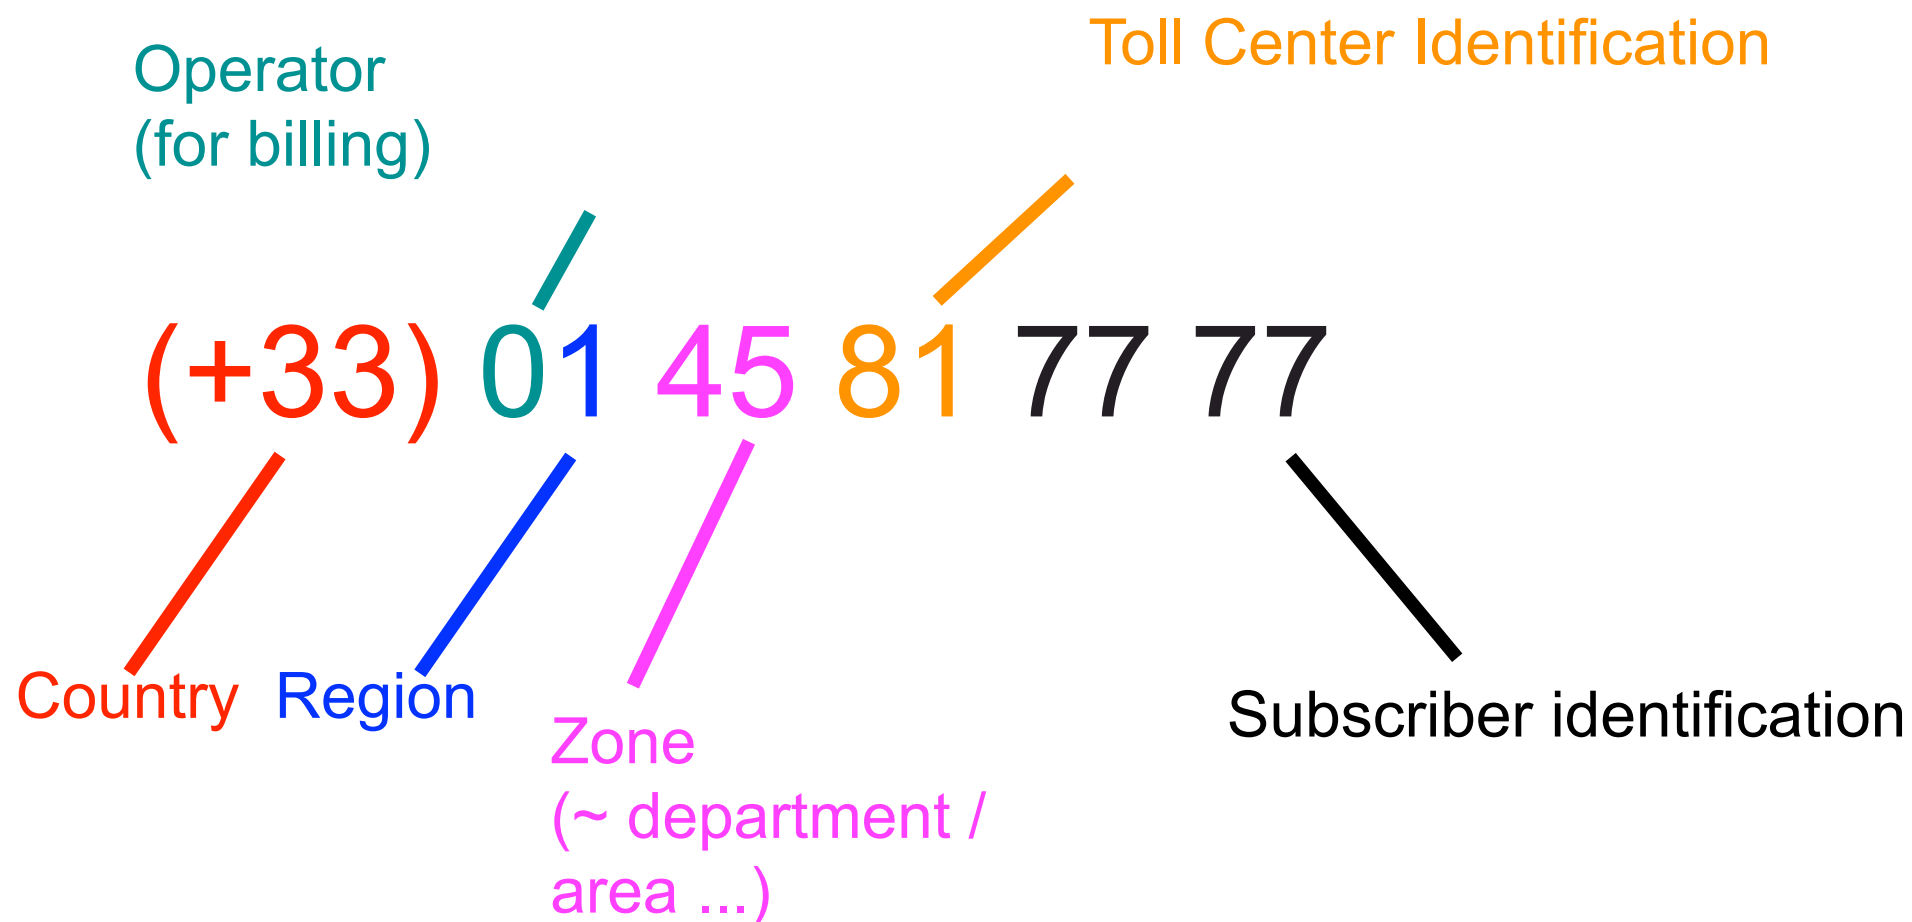 Operator
(for billing)
Toll Center Identification
(+33) 01 45 81 77 77
Country
Region
Zone
(~ department /
area ...)
Subscriber identification